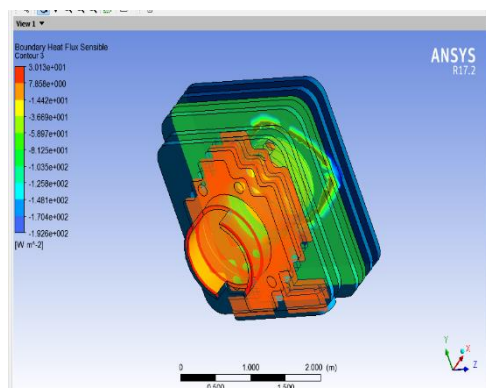 View 1 ▼
Boundary Heat Flux Sensible
Contour 3
3.013e+001
7.858e+000
-1.442e+001
-3.669e+001
-5.897e+001
-8.125e+001
-1.035e+002
-1.258e+002
-1.481e+002
-1.704e+002
-1.926e+002
[W m^-2]
ANSYS
R17.2
0 1.000 2.000 (m)
0.500 1.500
Y
X
Z